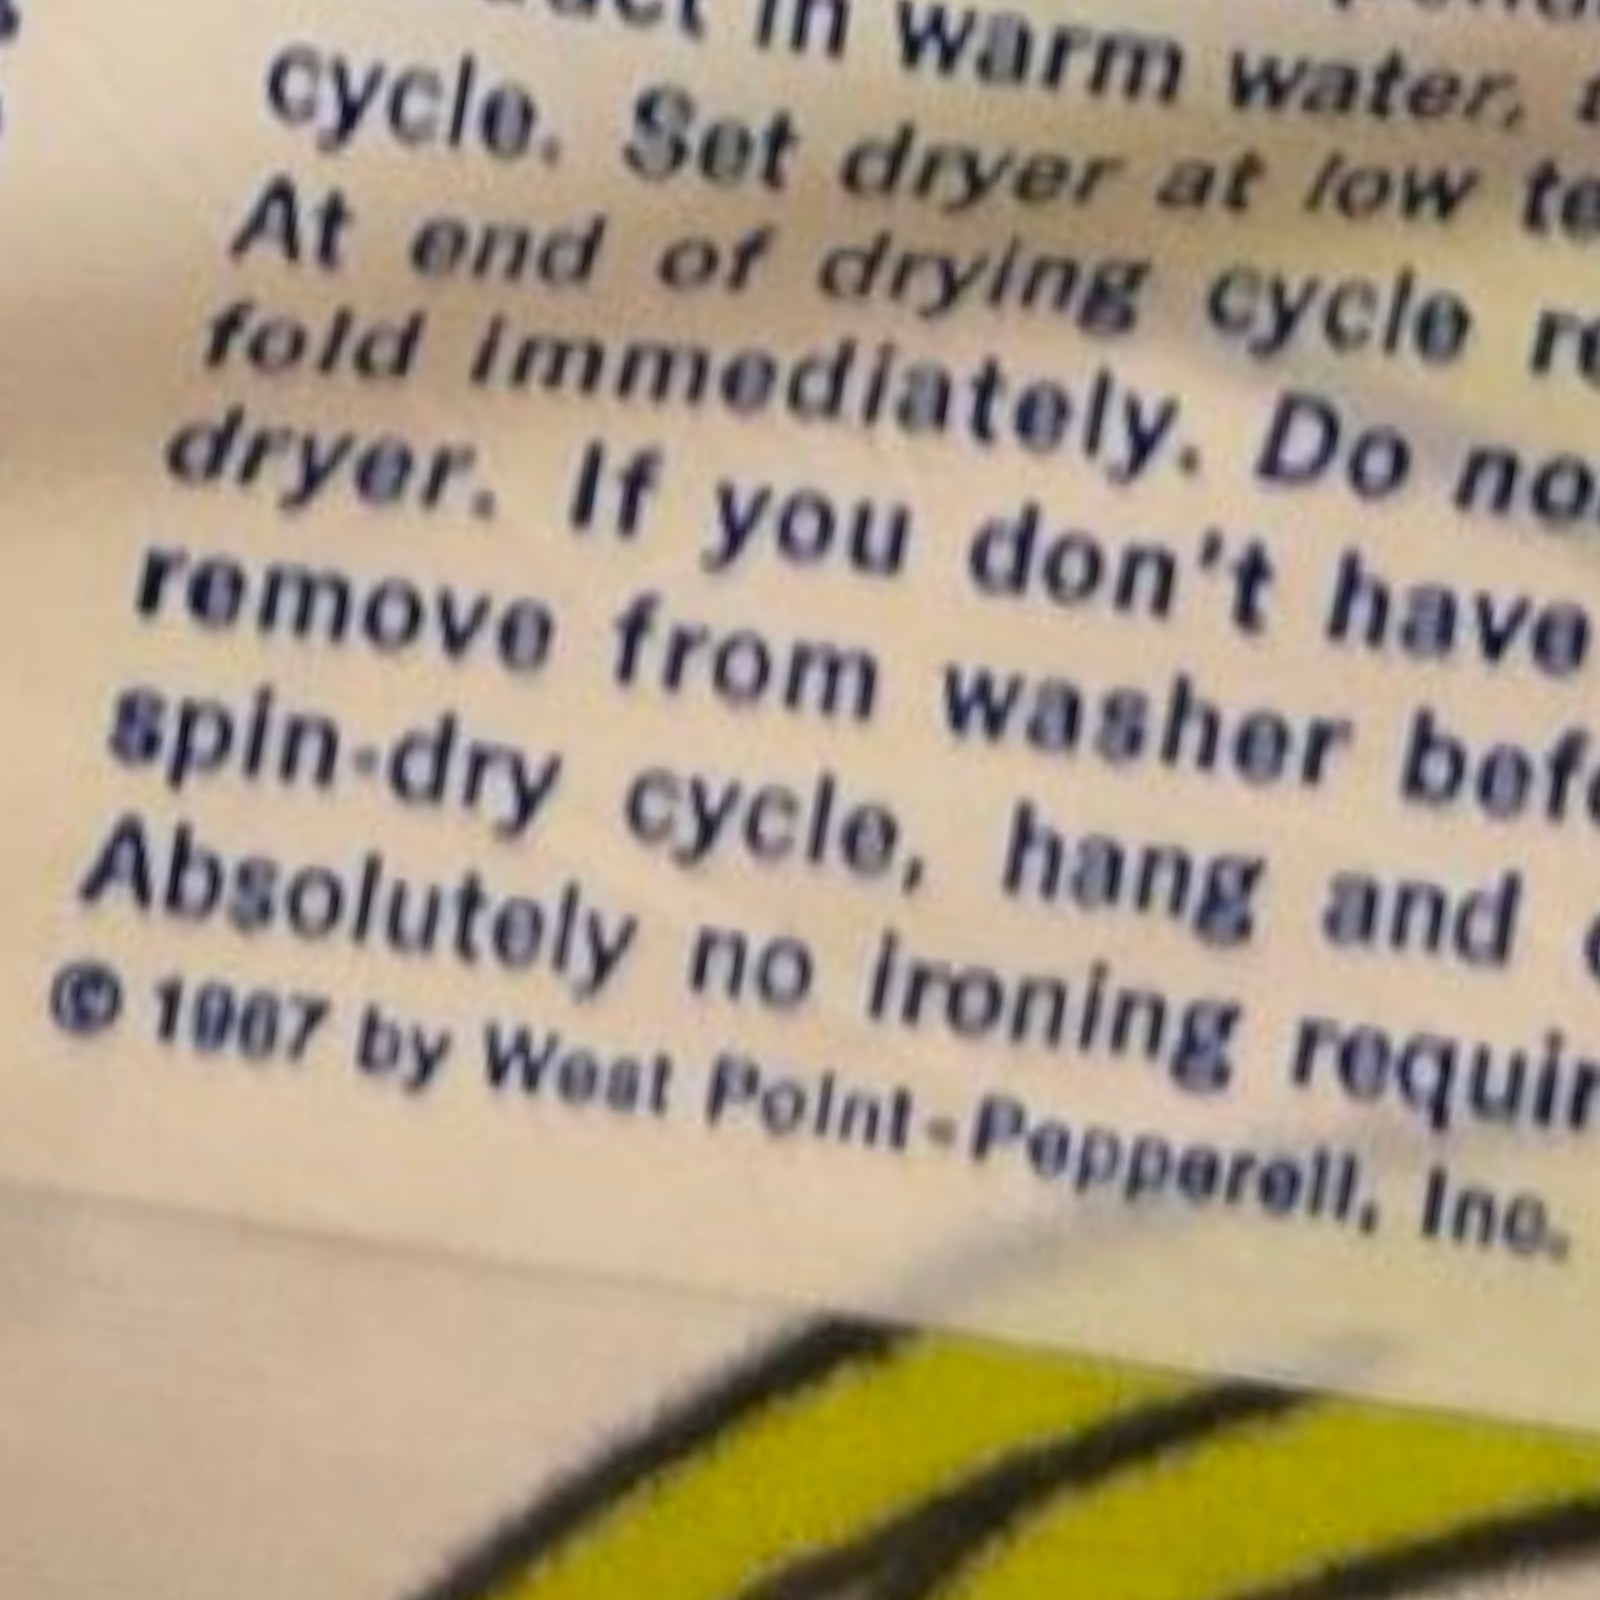 in warm water,
cycle. Set dryer at low
At end of drying cycle
fold immediately. Do
dryer. If you don't have
remove from washer
spin-dry cycle, hang and
Absolutely no ironing
© 1967 by West Point-Pepperell, Inc.